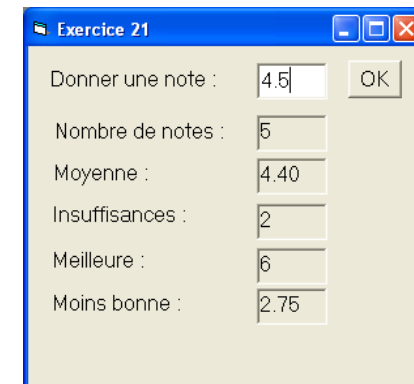 Exercice 21
Donner une note : 4.5 OK
Nombre de notes : 5
Moyenne : 4.40
Insuffisances : 2
Meilleure : 6
Moins bonne : 2.75